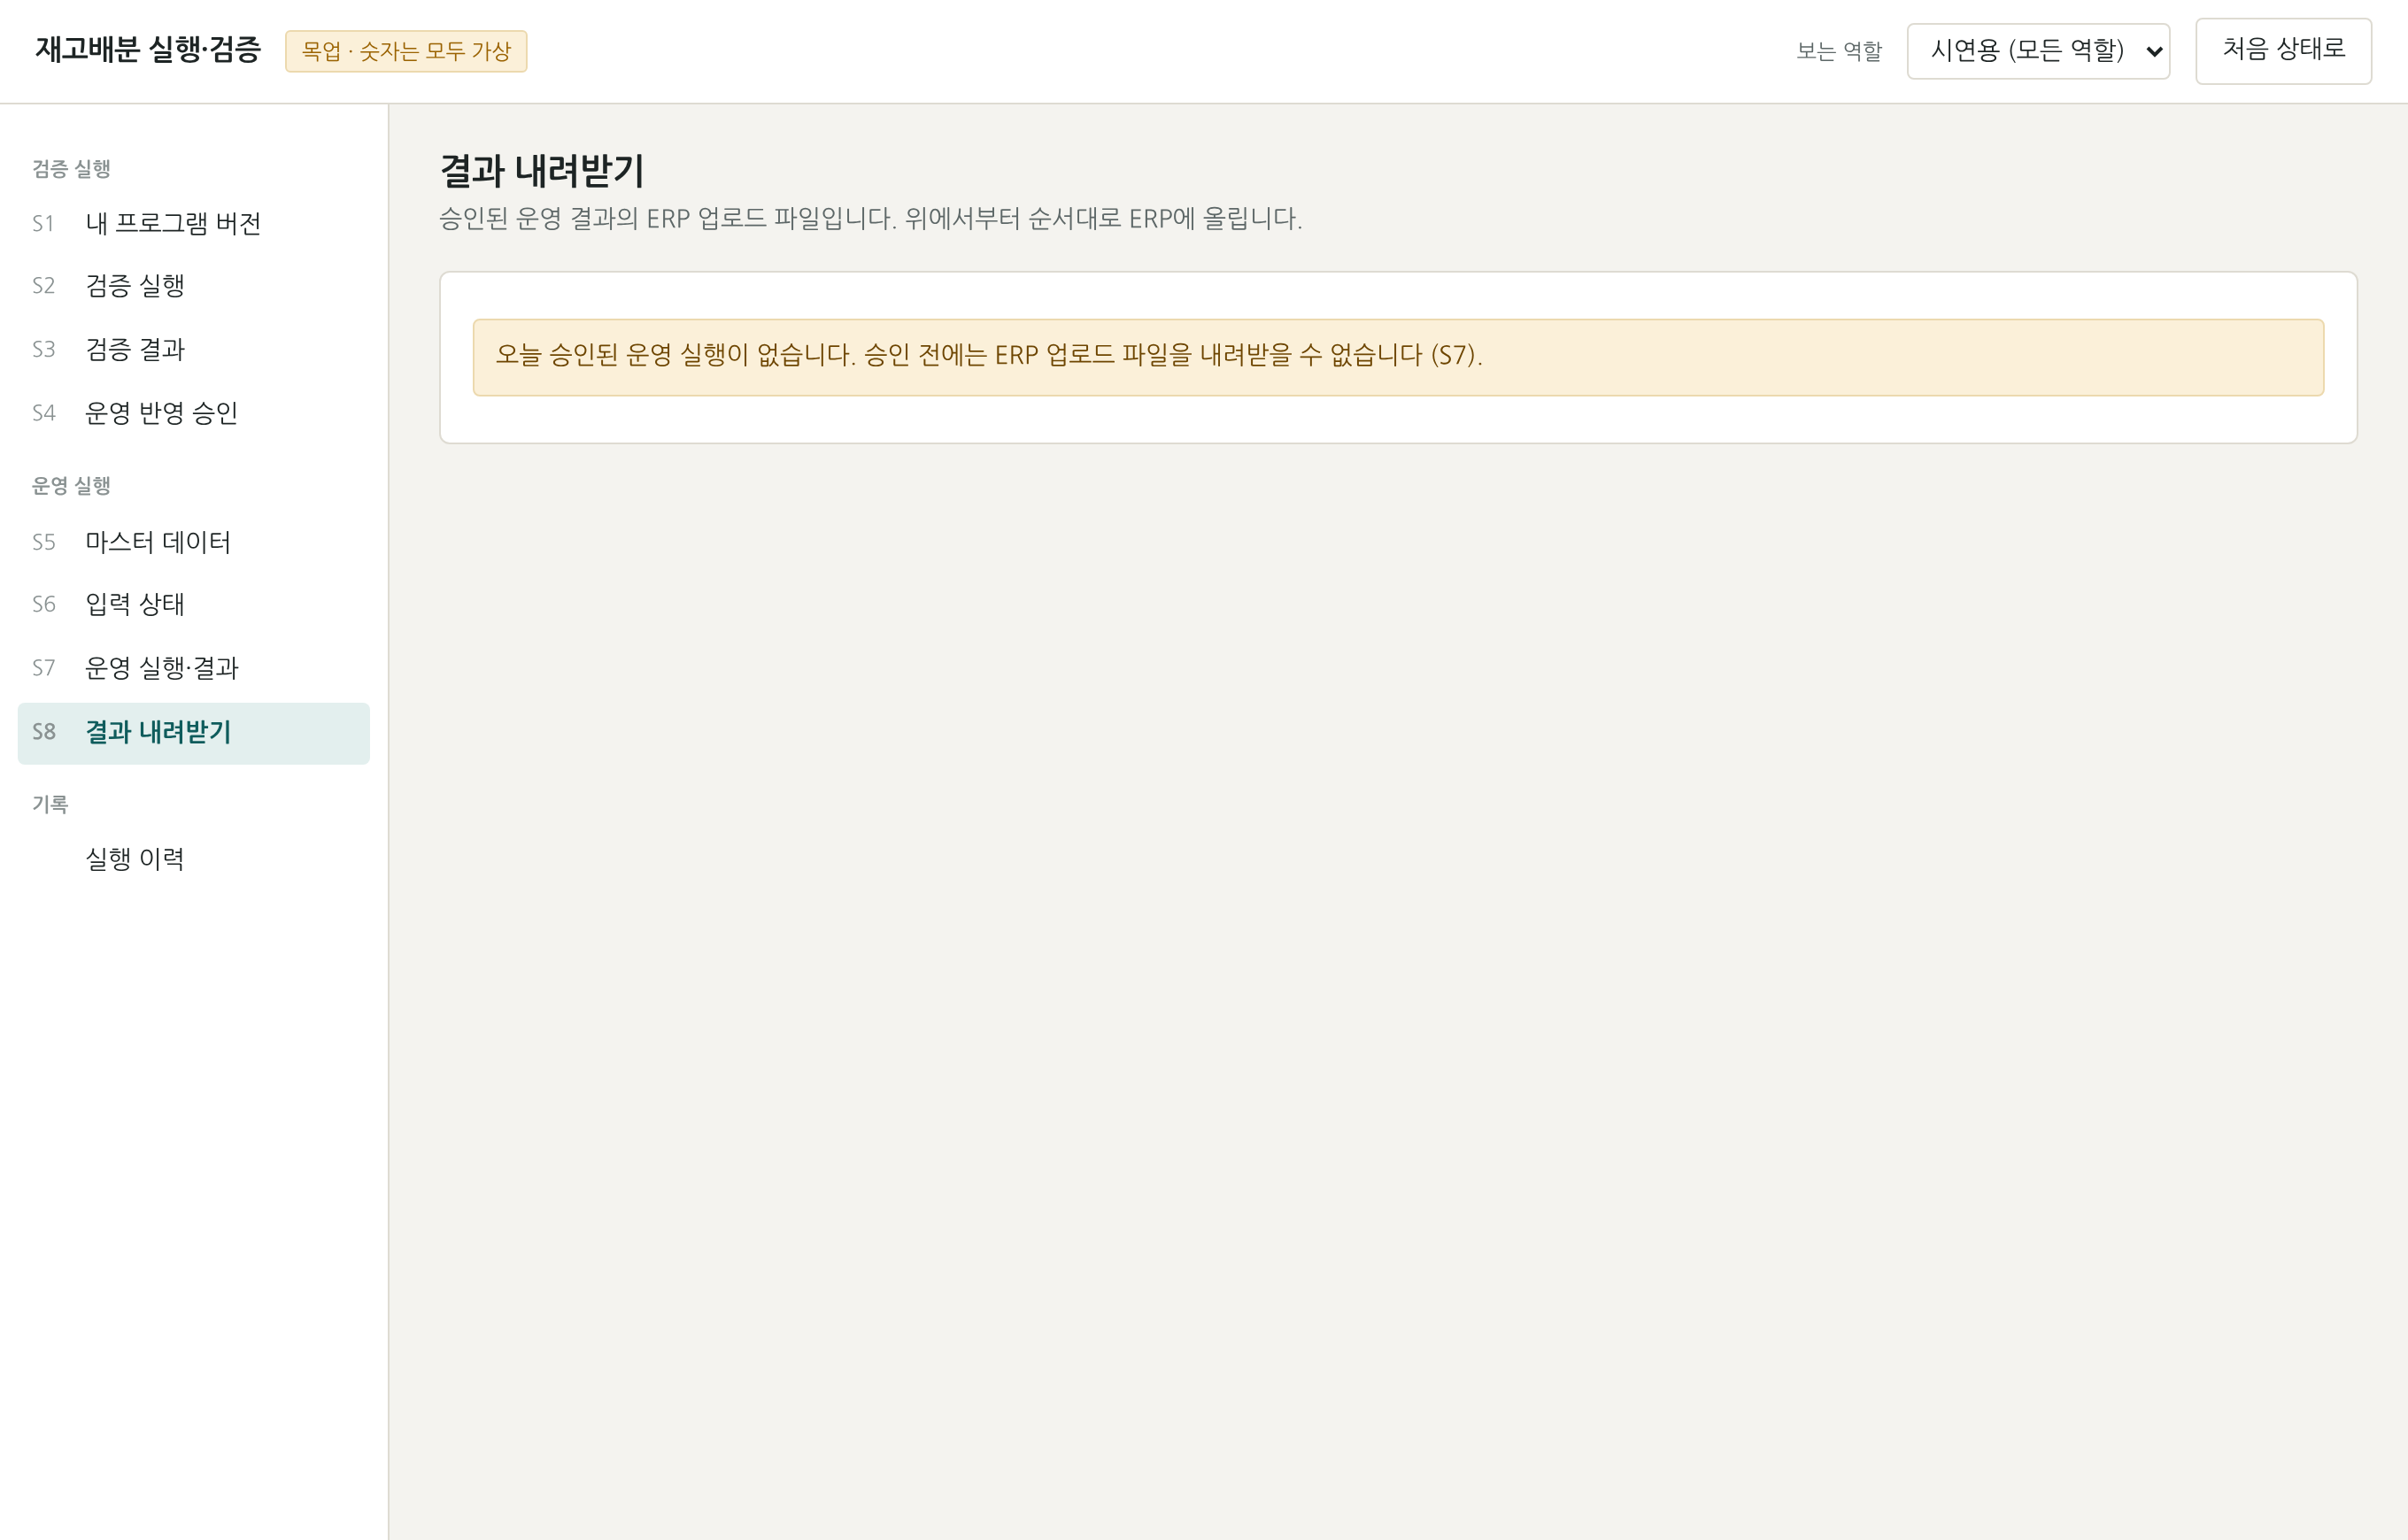 재고배분 실행·검증
목업 · 숫자는 모두 가상
보는 역할
시연용 (모든 역할)
처음 상태로
검증 실행
S1 내 프로그램 버전
S2 검증 실행
S3 검증 결과
S4 운영 반영 승인
운영 실행
S5 마스터 데이터
S6 입력 상태
S7 운영 실행·결과
S8 결과 내려받기
기록
실행 이력
결과 내려받기
승인된 운영 결과의 ERP 업로드 파일입니다. 위에서부터 순서대로 ERP에 올립니다.
오늘 승인된 운영 실행이 없습니다. 승인 전에는 ERP 업로드 파일을 내려받을 수 없습니다 (S7).